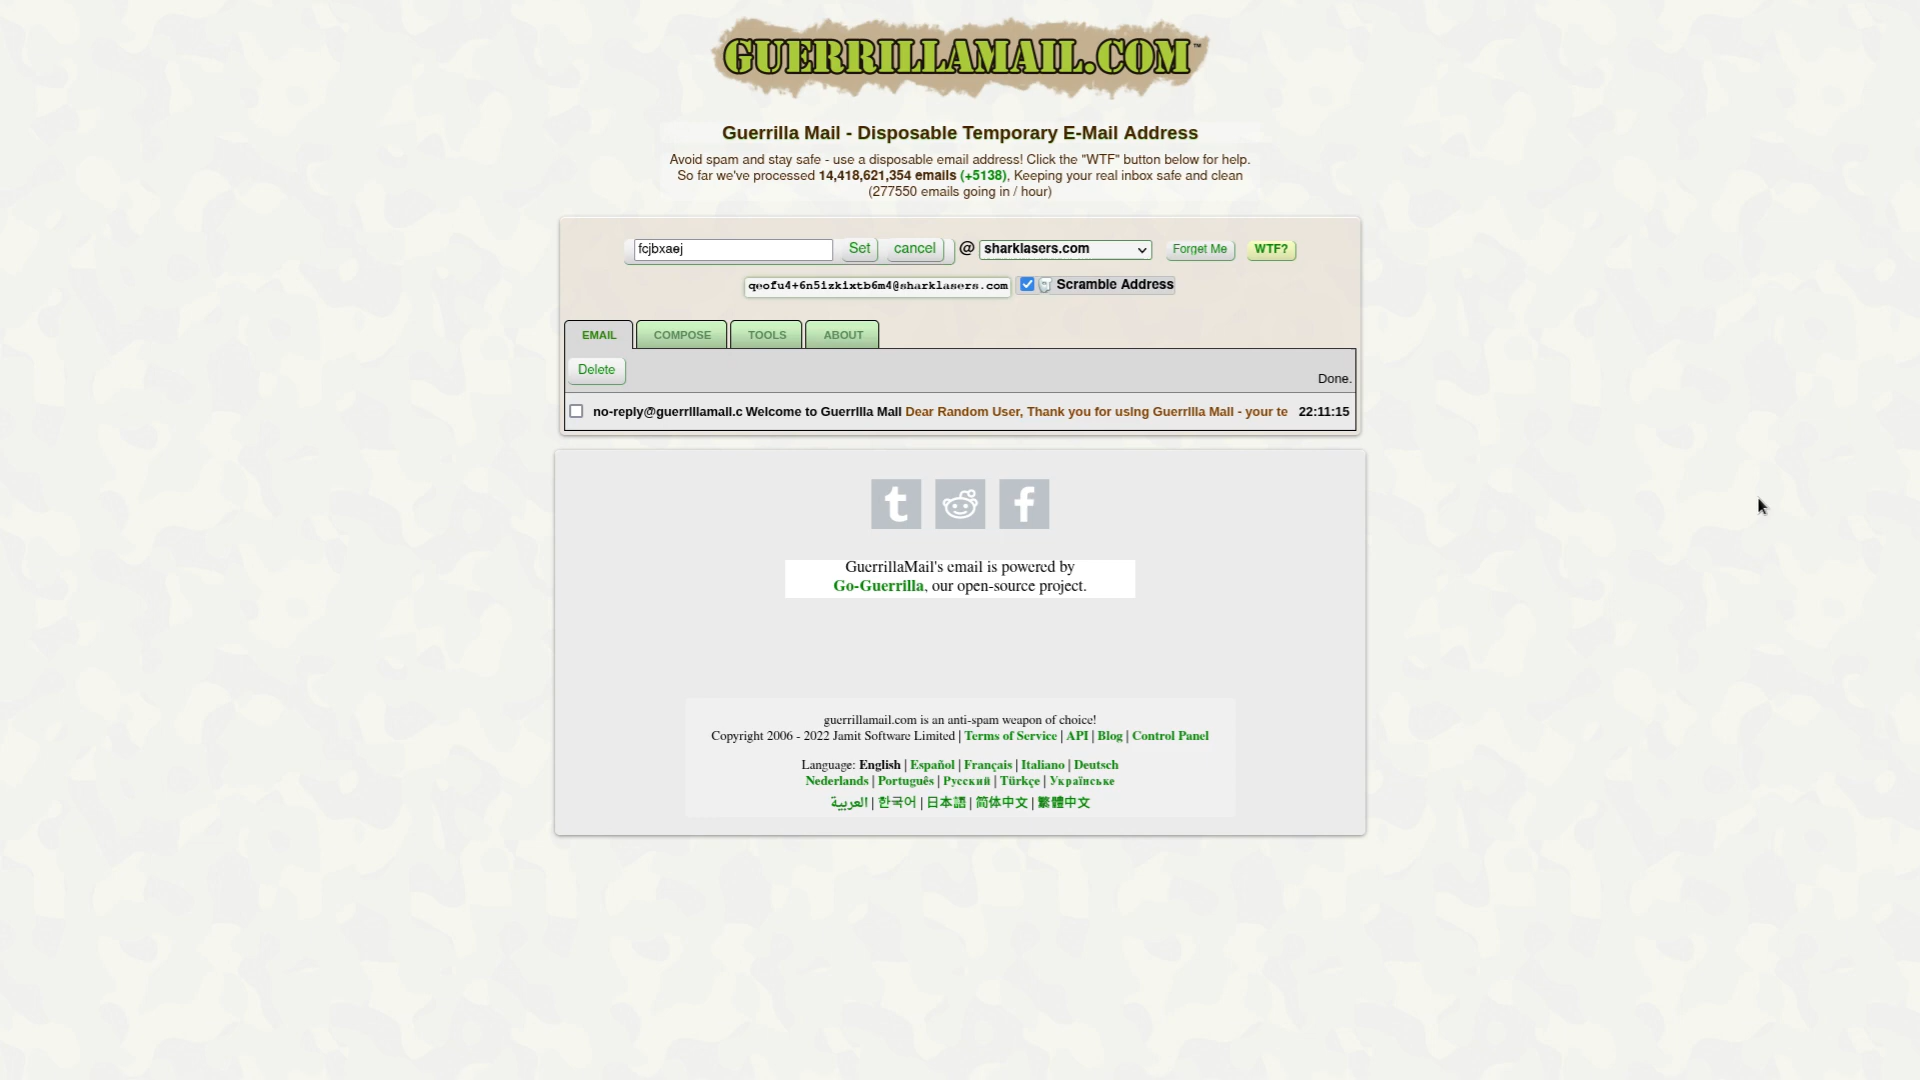 GUERRILLAMAIL.COM™
Guerrilla Mail - Disposable Temporary E-Mail Address
Avoid spam and stay safe - use a disposable email address! Click the "WTF" button below for help.
So far we've processed 14,418,621,354 emails (+5138), Keeping your real inbox safe and clean
(277550 emails going in / hour)
fcjbxaej Set cancel @ sharklasers.com Forget Me WTF?
qeofu4+6n5izkixtb6m4@sharklasers.com Scramble Address
EMAIL COMPOSE TOOLS ABOUT
Delete
Done.
no-reply@guerrillamail.c Welcome to Guerrilla Mail Dear Random User, Thank you for using Guerrilla Mail - your te 22:11:15
GuerrillaMail's email is powered by
Go-Guerrilla, our open-source project.
guerrillamail.com is an anti-spam weapon of choice!
Copyright 2006 - 2022 Jamit Software Limited | Terms of Service | API | Blog | Control Panel
Language: English | Español | Français | Italiano | Deutsch
Nederlands | Português | Русский | Türkçe | Українське
العربية | 한국어 | 日本語 | 简体中文 | 繁體中文